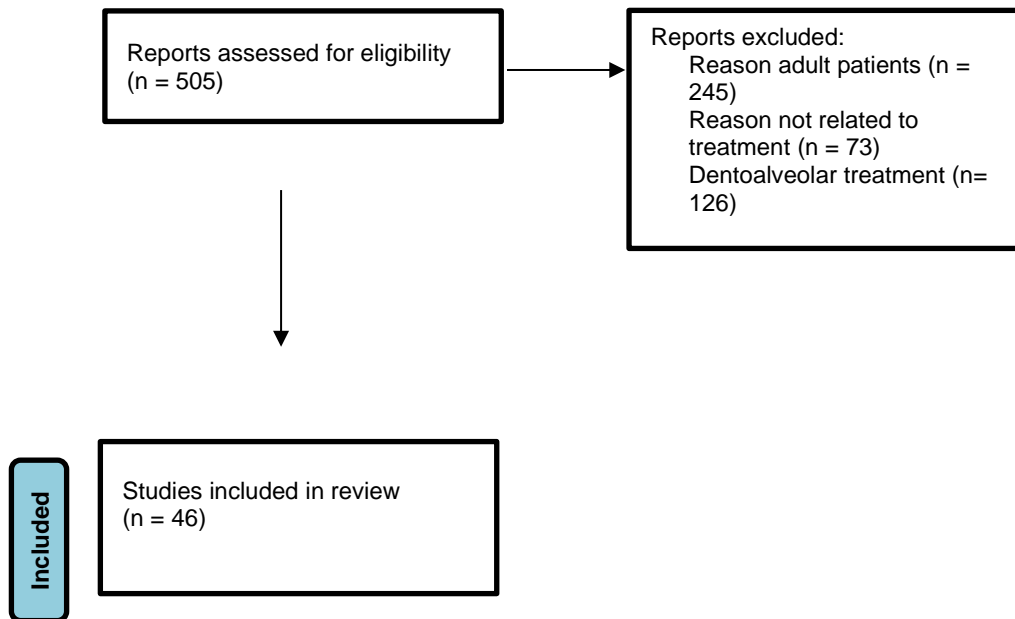 Reports assessed for eligibility
(n = 505)
Reports excluded:
Reason adult patients (n =
245)
Reason not related to
treatment (n = 73)
Dentoalveolar treatment (n=
126)
Studies included in review
(n = 46)
Included